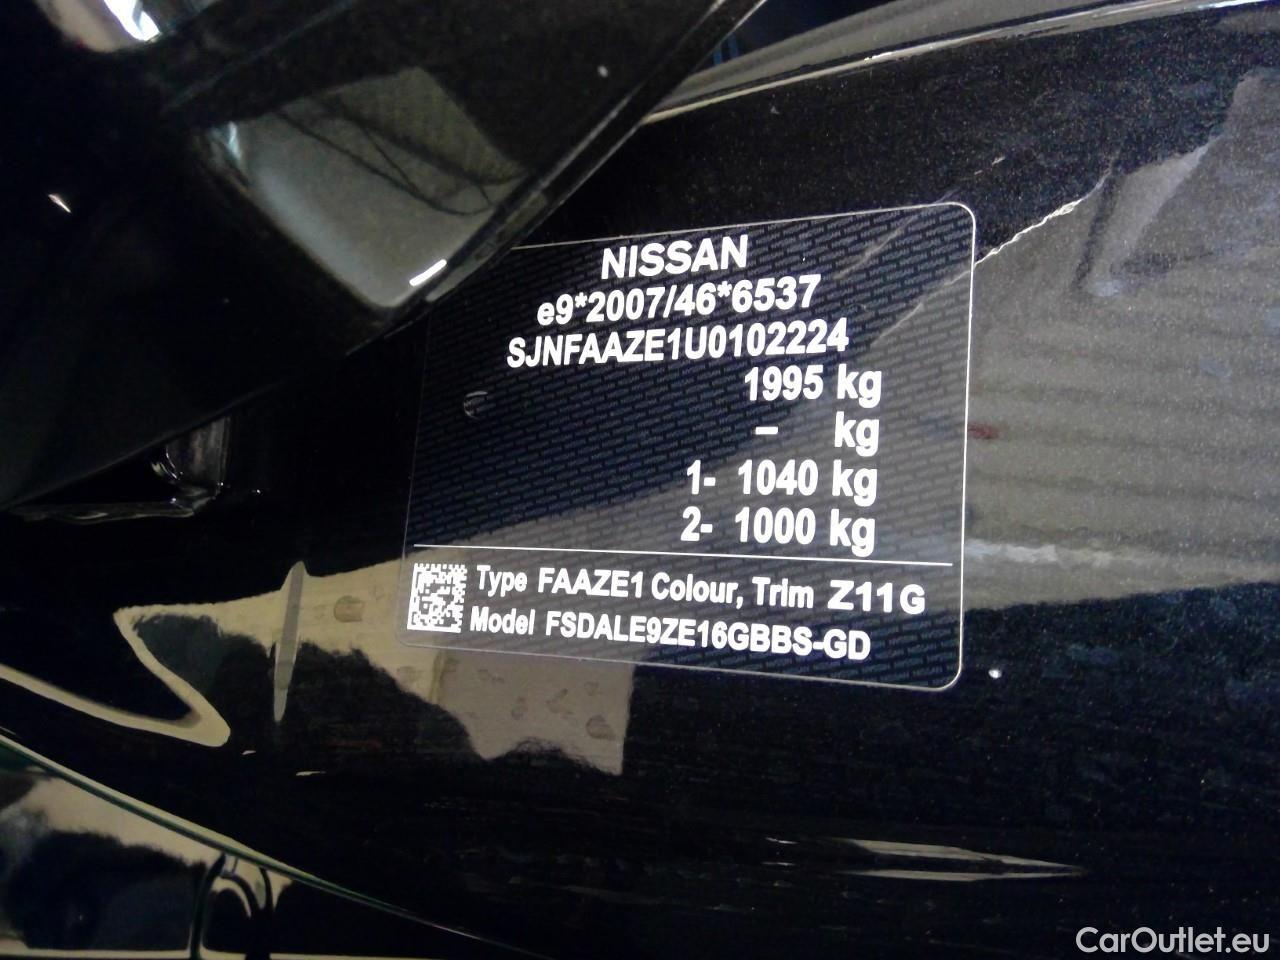 NISSAN
e9*2007/46*6537
SJNFAAZE1U0102224
1995 kg
– kg
1- 1040 kg
2- 1000 kg
Type FAAZE1 Colour, Trim Z11 G
Model FSDALE9ZE16GBBS-GD
CarOutlet.eu